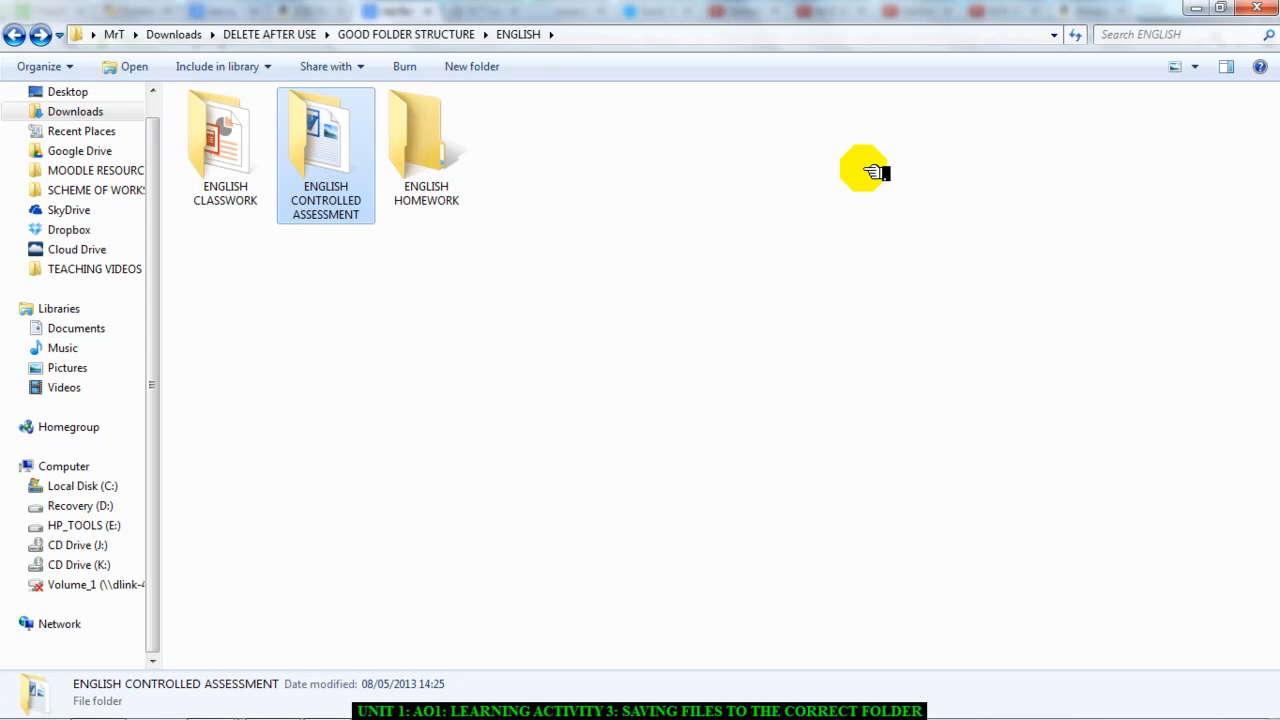 MrT Downloads DELETE AFTER USE GOOD FOLDER STRUCTURE ENGLISH Search ENGLISH
Organize Open Include in library Share with Burn New folder
Desktop
Downloads
Recent Places
Google Drive
MOODLE RESOURC
SCHEME OF WORKS
SkyDrive
Dropbox
Cloud Drive
TEACHING VIDEOS
Libraries
Documents
Music
Pictures
Videos
Homegroup
Computer
Local Disk (C:)
Recovery (D:)
HP_TOOLS (E:)
CD Drive (J:)
CD Drive (K:)
Volume_1 (\\dlink-4
Network
ENGLISH
CLASSWORK
ENGLISH
CONTROLLED
ASSESSMENT
ENGLISH
HOMEWORK
ENGLISH CONTROLLED ASSESSMENT Date modified: 08/05/2013 14:25
File folder
UNIT 1: AO1: LEARNING ACTIVITY 3: SAVING FILES TO THE CORRECT FOLDER